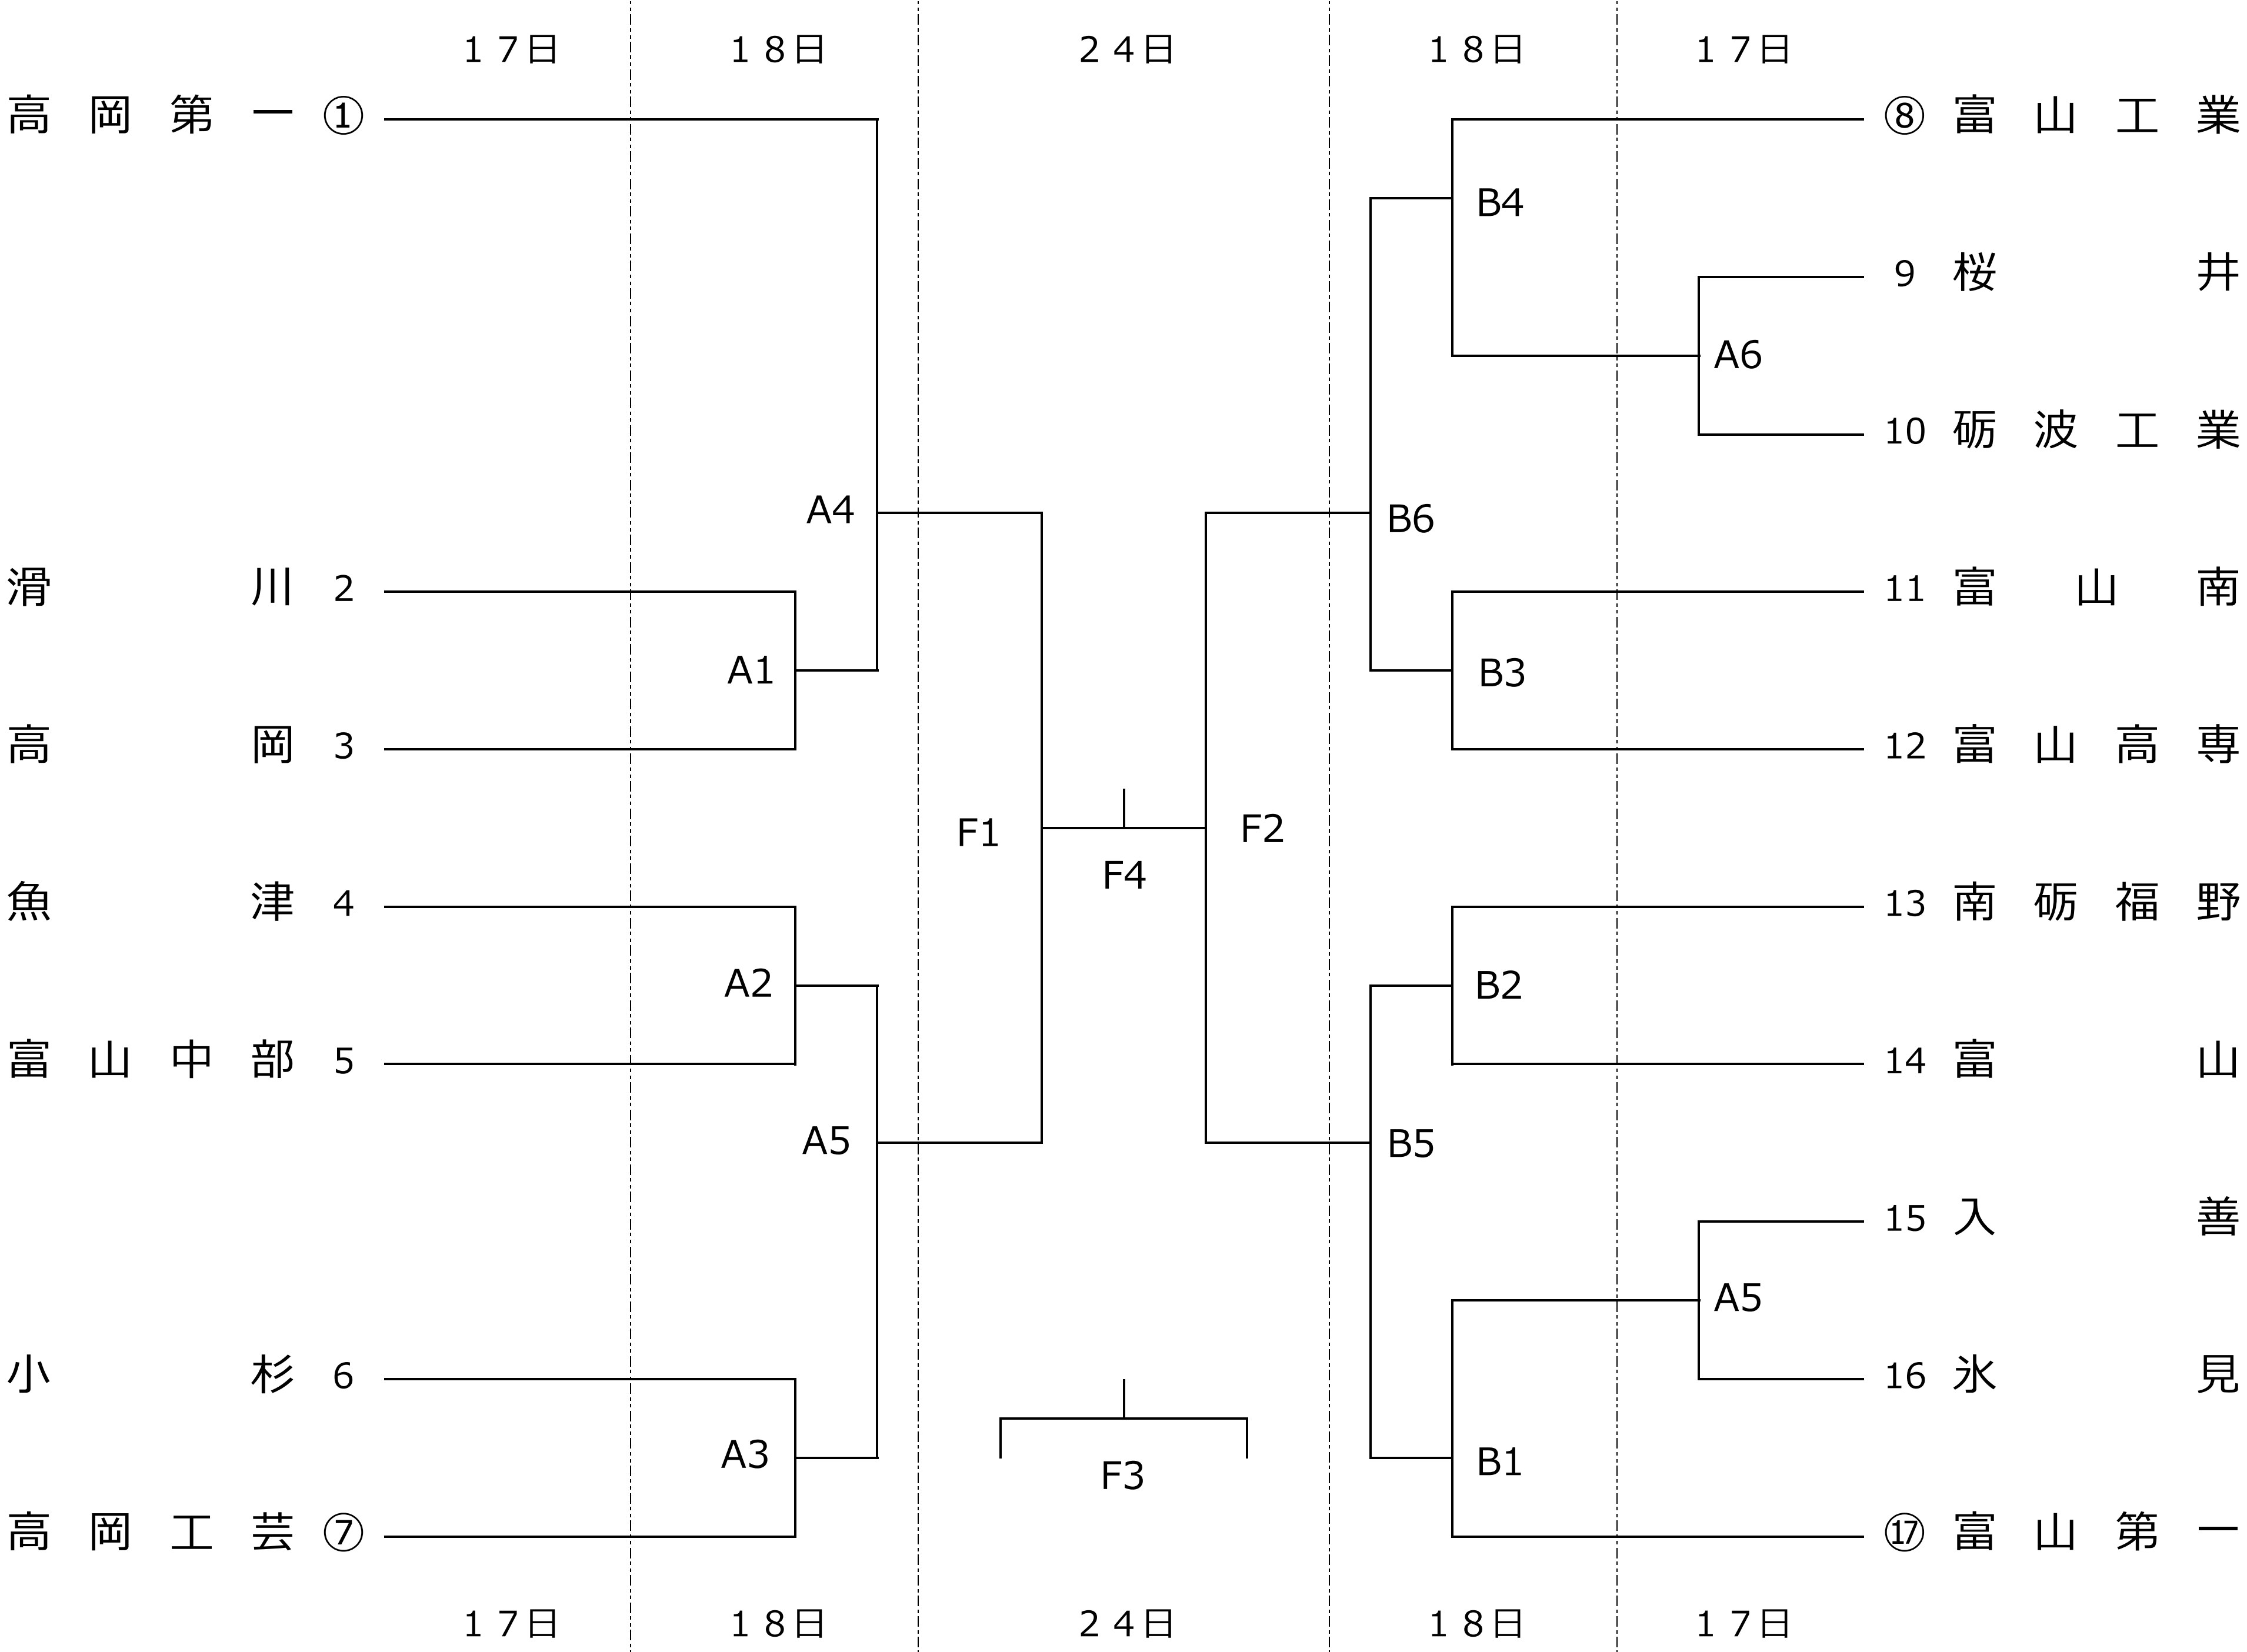 17日 18日 24日 18日 17日
高岡第一 ① ⑧ 富山工業
B4
9 桜井
A6
10 砺波工業
A4 B6
滑川 2 11 富山南
A1 B3
高岡 3 12 富山高専
F1 F4 F2
魚津 4 13 南砺福野
A2 B2
富山中部 5 14 富山
A5 B5
15 入善
A5
小杉 6 16 氷見
A3 F3 B1
高岡工芸 ⑦ ⑰ 富山第一
17日 18日 24日 18日 17日